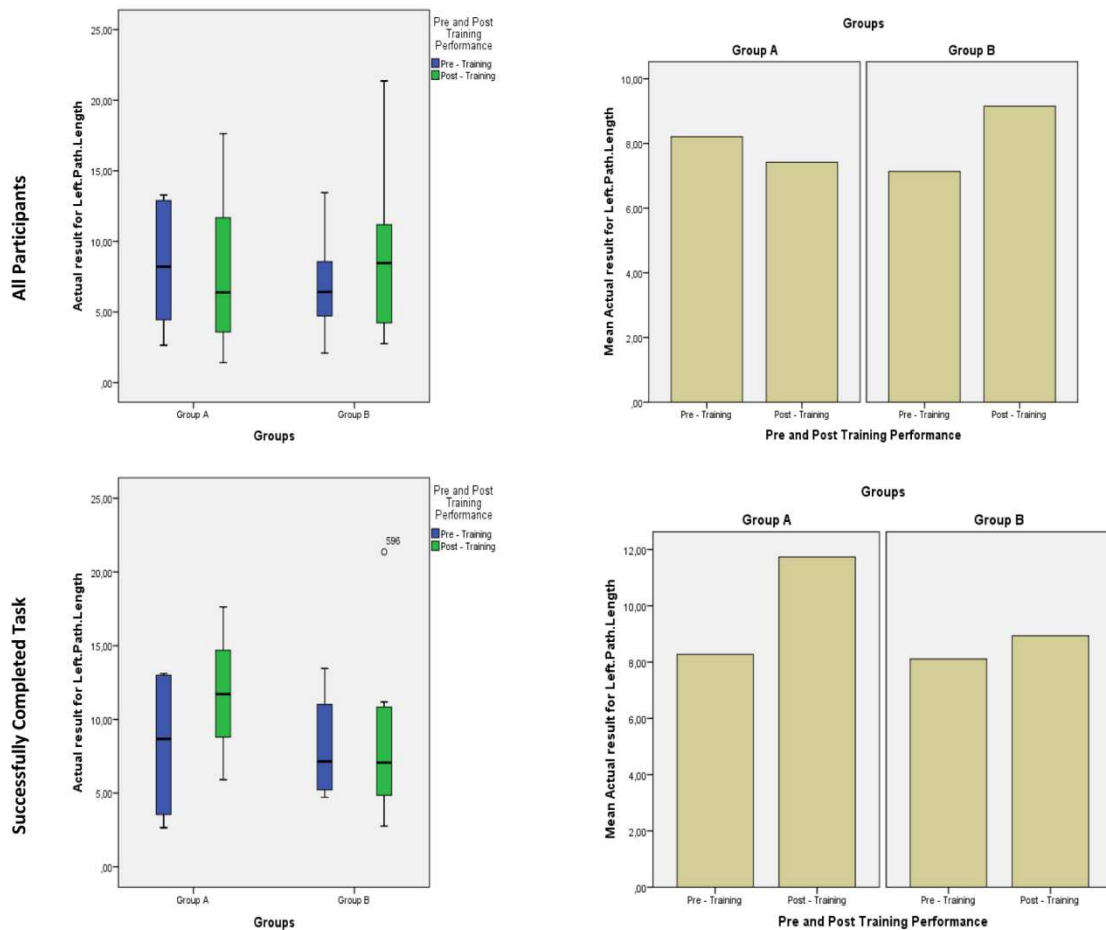 All Participants
Actual result for Left.Path.Length
25,00
20,00
15,00
10,00
5,00
,00
Group A
Group B
Groups
Pre and Post
Training
Performance
Pre - Training
Post - Training
Groups
Group A
Group B
Mean Actual result for Left.Path.Length
10,00
8,00
6,00
4,00
2,00
,00
Pre - Training
Post - Training
Pre - Training
Post - Training
Pre and Post Training Performance
Successfully Completed Task
Actual result for Left.Path.Length
25,00
20,00
15,00
10,00
5,00
,00
596
Group A
Group B
Groups
Pre and Post
Training
Performance
Pre - Training
Post - Training
Groups
Group A
Group B
Mean Actual result for Left.Path.Length
12,00
10,00
8,00
6,00
4,00
2,00
,00
Pre - Training
Post - Training
Pre - Training
Post - Training
Pre and Post Training Performance